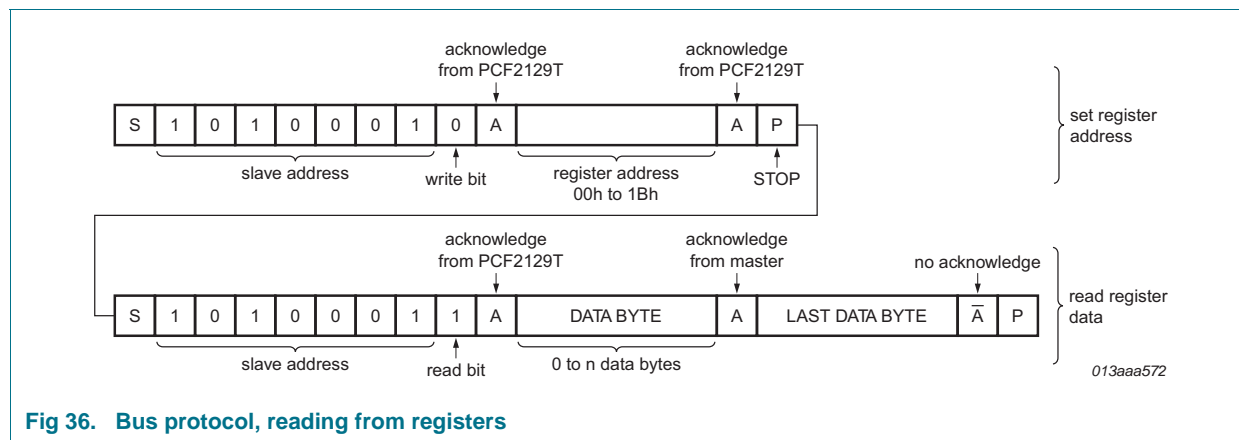 acknowledge
from PCF2129T
acknowledge
from PCF2129T
S 1 0 1 0 0 0 1 0 A A P
set register
address
slave address
write bit
register address
00h to 1Bh
STOP
acknowledge
from PCF2129T
acknowledge
from master
no acknowledge
S 1 0 1 0 0 0 1 1 A DATA BYTE A LAST DATA BYTE A̅ P
read register
data
slave address
read bit
0 to n data bytes
013aaa572
Fig 36. Bus protocol, reading from registers